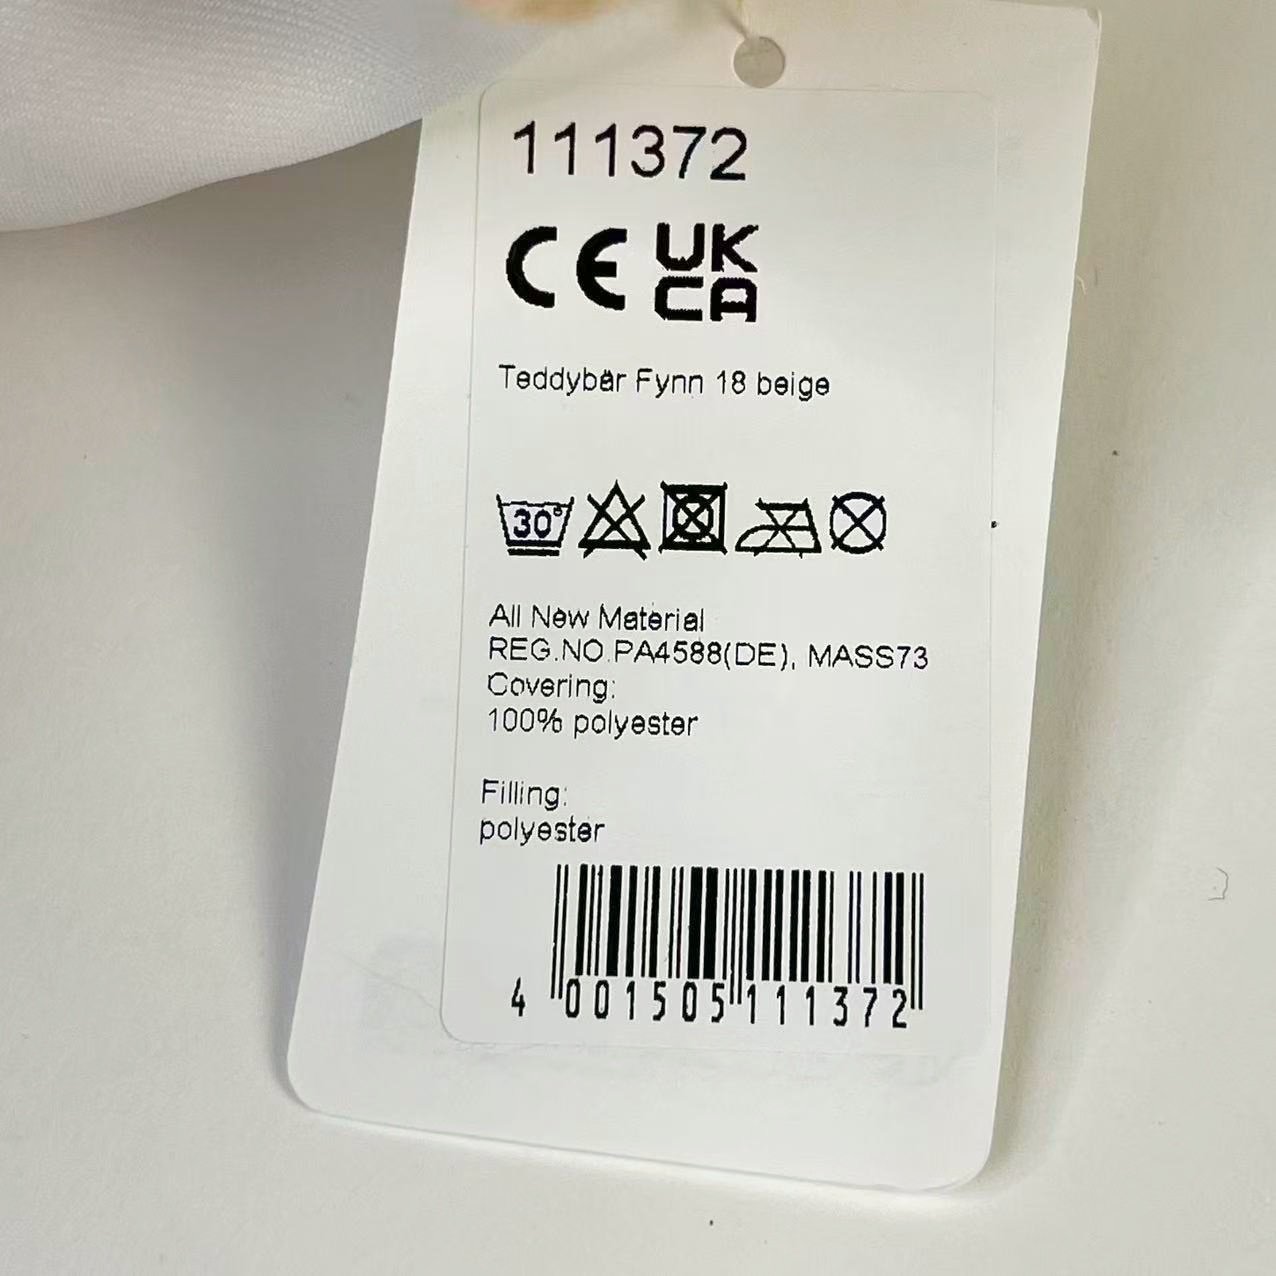 111372
CE UK
CA
Teddybär Fynn 18 beige
30°
All New Material
REG.NO.PA4588(DE), MASS73
Covering:
100% polyester
Filling:
polyester
4 001505 111372